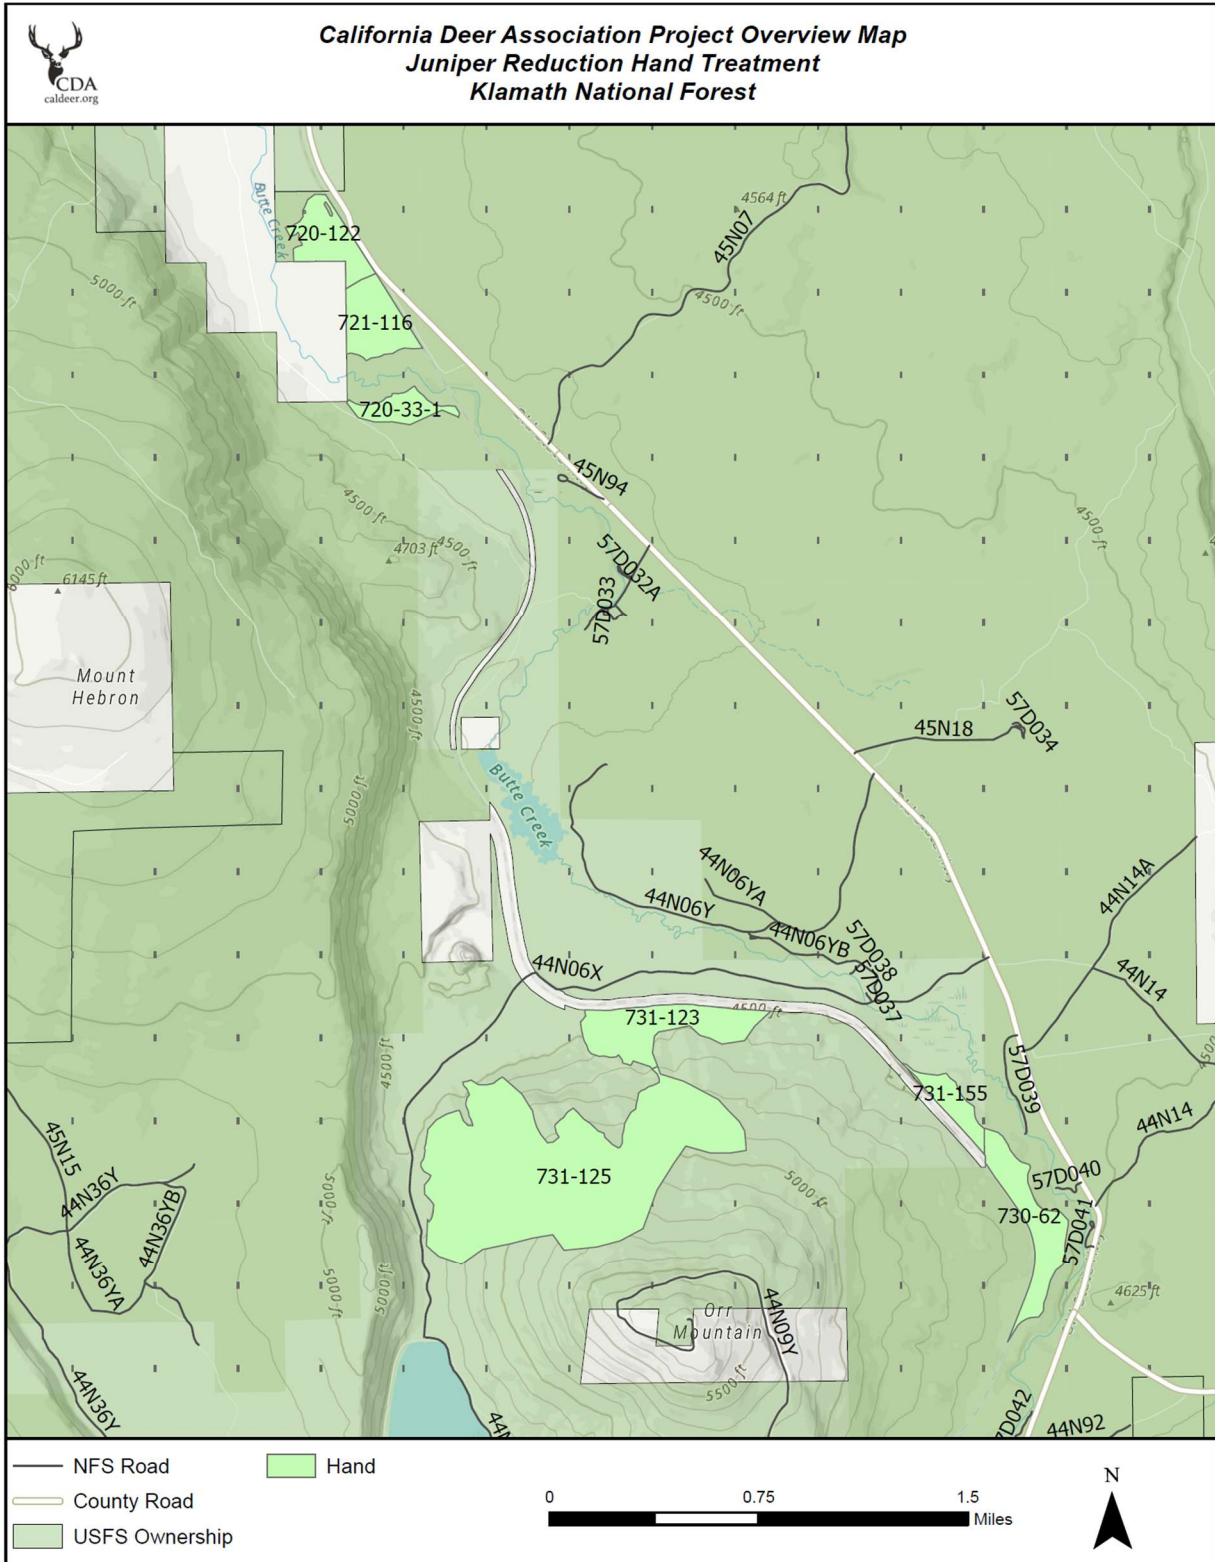 California Deer Association Project Overview Map
Juniper Reduction Hand Treatment
Klamath National Forest
CDA
caldeer.org
Butte Creek
720-122
4564 ft
45N07
5000 ft
4500 ft
721-116
720-33-1
45N94
4500 ft
4500 ft
4703 ft
4500 ft
57D032A
6000 ft
6145 ft
57D033
Mount
Hebron
4500 ft
57D034
45N18
Butte Creek
5000 ft
44N06YA
44N14A
44N06Y
44N06YB
57D038
44N06X
57D037
44N14
4500 ft
731-123
4500 ft
57D039
731-155
44N14
45N15
44N36Y
731-125
5000 ft
57D040
44N36YB
5000 ft
730-62
57D041
44N36YA
5000 ft
5000 ft
4625 ft
Orr
Mountain
44N09Y
5500 ft
44N36Y
57D042
44N92
NFS Road
Hand
County Road
USFS Ownership
0
0.75
1.5
Miles
N